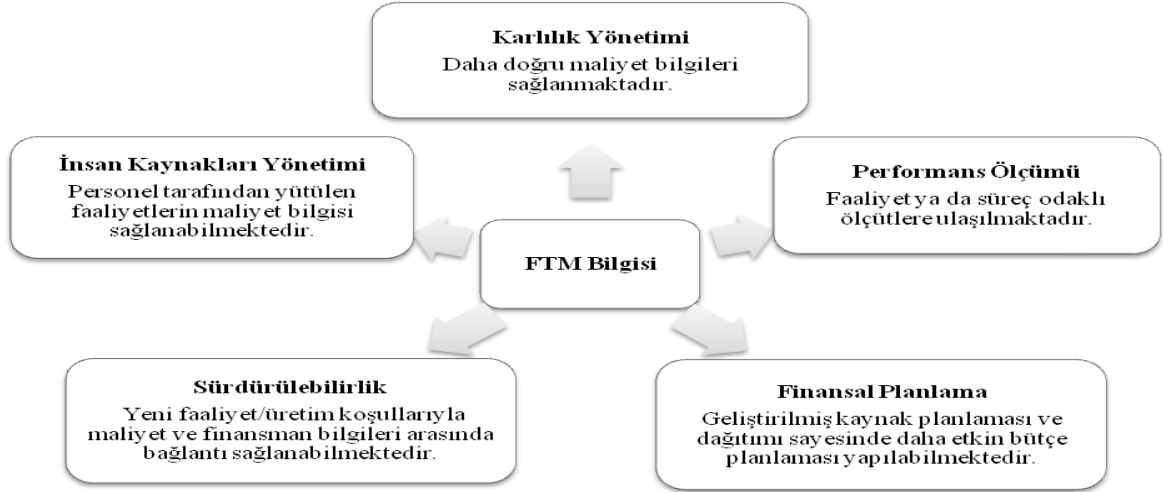 Karlılık Yönetimi
Daha doğru maliyet bilgileri
sağlanmaktadır.
İnsan Kaynakları Yönetimi
Personel tarafından yütülen
faaliyetlerin maliyet bilgisi
sağlanabilmektedir.
Performans Ölçümü
Faaliyet ya da süreç odaklı
ölçütlere ulaşılmaktadır.
FTM Bilgisi
Sürdürülebilirlik
Yeni faaliyet/üretim koşullarıyla
maliyet ve finansman bilgileri arasında
bağlantı sağlanabilmektedir.
Finansal Planlama
Geliştirilmiş kaynak planlaması ve
dağıtımı sayesinde daha etkin bütçe
planlaması yapılabilmektedir.